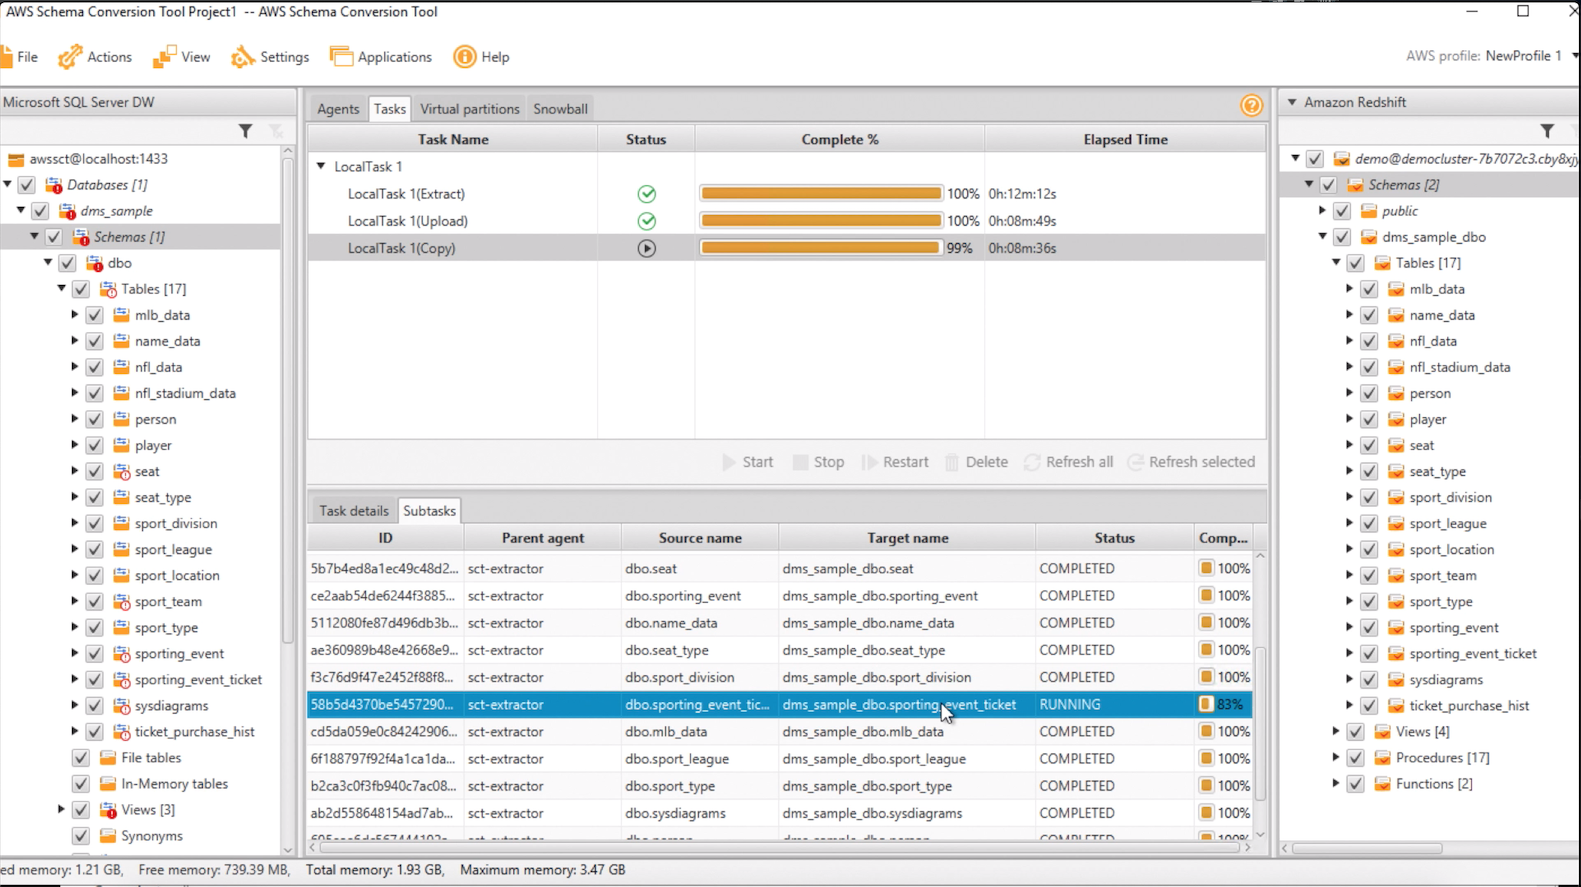 AWS Schema Conversion Tool Project1 -- AWS Schema Conversion Tool
File Actions View Settings Applications Help AWS profile: NewProfile 1
Microsoft SQL Server DW
awssct@localhost:1433
Databases [1]
dms_sample
Schemas [1]
dbo
Tables [17]
mlb_data
name_data
nfl_data
nfl_stadium_data
person
player
seat
seat_type
sport_division
sport_league
sport_location
sport_team
sport_type
sporting_event
sporting_event_ticket
sysdiagrams
ticket_purchase_hist
File tables
In-Memory tables
Views [3]
Synonyms
Agents Tasks Virtual partitions Snowball
Task Name Status Complete % Elapsed Time
LocalTask 1
LocalTask 1(Extract) 100% 0h:12m:12s
LocalTask 1(Upload) 100% 0h:08m:49s
LocalTask 1(Copy) 99% 0h:08m:36s
Start Stop Restart Delete Refresh all Refresh selected
Task details Subtasks
ID Parent agent Source name Target name Status Comp...
5b7b4ed8a1ec49c48d2... sct-extractor dbo.seat dms_sample_dbo.seat COMPLETED 100%
ce2aab54de6244f3885... sct-extractor dbo.sporting_event dms_sample_dbo.sporting_event COMPLETED 100%
5112080fe87d496db3b... sct-extractor dbo.name_data dms_sample_dbo.name_data COMPLETED 100%
ae360989b48e42668e9... sct-extractor dbo.seat_type dms_sample_dbo.seat_type COMPLETED 100%
f3c76d9f47e2452f88f8... sct-extractor dbo.sport_division dms_sample_dbo.sport_division COMPLETED 100%
58b5d4370be5457290... sct-extractor dbo.sporting_event_tic... dms_sample_dbo.sporting_event_ticket RUNNING 83%
cd5da059e0c84242906... sct-extractor dbo.mlb_data dms_sample_dbo.mlb_data COMPLETED 100%
6f188797f92f4a1ca1da... sct-extractor dbo.sport_league dms_sample_dbo.sport_league COMPLETED 100%
b2ca3c0f3fb940c7ac08... sct-extractor dbo.sport_type dms_sample_dbo.sport_type COMPLETED 100%
ab2d558648154ad7ab... sct-extractor dbo.sysdiagrams dms_sample_dbo.sysdiagrams COMPLETED 100%
sct-extractor dbo.person dms_sample_dbo.person COMPLETED 100%
Amazon Redshift
demo@democluster-7b7072c3.cby8xjy
Schemas [2]
public
dms_sample_dbo
Tables [17]
mlb_data
name_data
nfl_data
nfl_stadium_data
person
player
seat
seat_type
sport_division
sport_league
sport_location
sport_team
sport_type
sporting_event
sporting_event_ticket
sysdiagrams
ticket_purchase_hist
Views [4]
Procedures [17]
Functions [2]
ed memory: 1.21 GB, Free memory: 739.39 MB, Total memory: 1.93 GB, Maximum memory: 3.47 GB